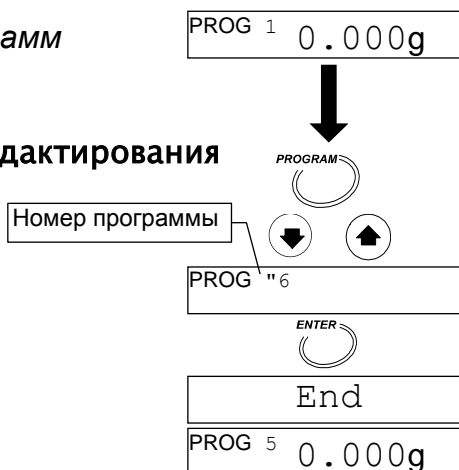 амм
PROG 1 0.000g
дактирования
PROGRAM
Номер программы
PROG "6
ENTER
End
PROG 5 0.000g